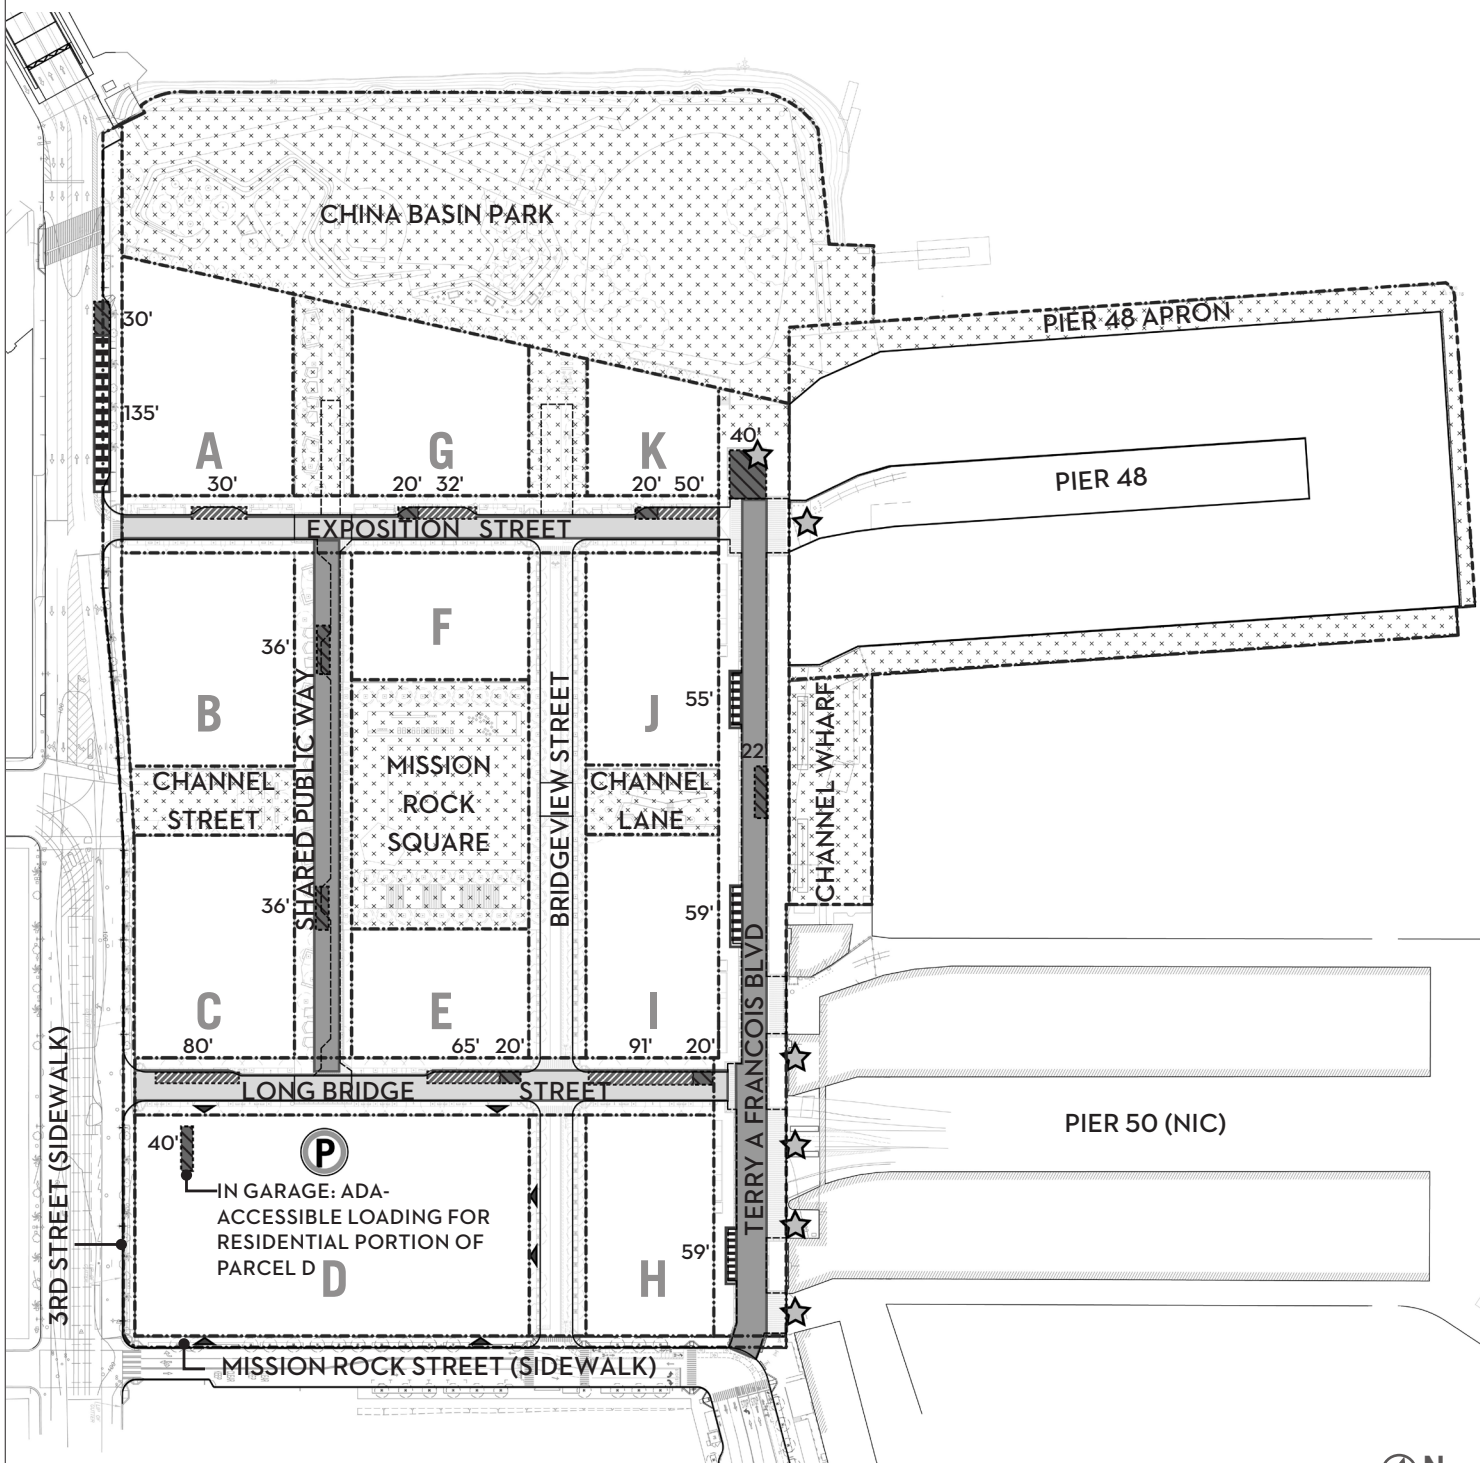 CHINA BASIN PARK
PIER 48 APRON
30'
135'
40'
A
G
K
PIER 48
30'
20' 32'
20' 50'
EXPOSITION STREET
F
36'
B
J
55'
SHARED PUBLIC WAY
BRIDGEVIEW STREET
CHANNEL WHARF
22'
CHANNEL
STREET
MISSION
ROCK
SQUARE
CHANNEL
LANE
36'
59'
TERRY A FRANCOIS BLVD
C
E
I
80'
65' 20'
91' 20'
LONG BRIDGE STREET
PIER 50 (NIC)
3RD STREET (SIDEWALK)
40'
P
IN GARAGE: ADA-
ACCESSIBLE LOADING FOR
RESIDENTIAL PORTION OF
PARCEL D
D
H
59'
MISSION ROCK STREET (SIDEWALK)
N